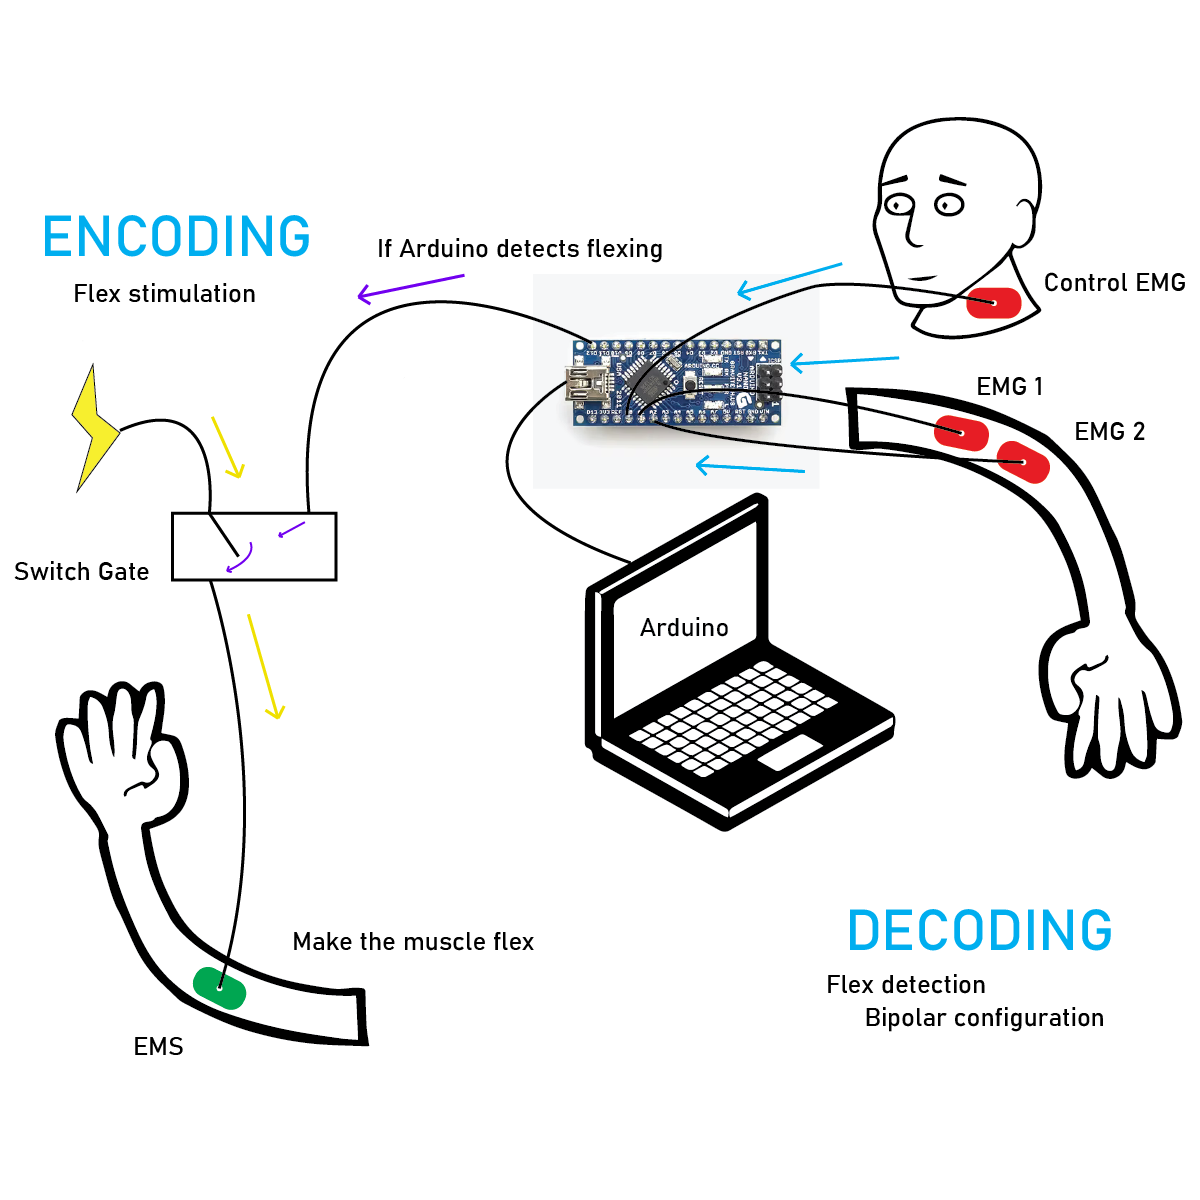 ENCODING
Flex stimulation
If Arduino detects flexing
Control EMG
EMG 1
EMG 2
Switch Gate
Arduino
Make the muscle flex
EMS
DECODING
Flex detection
Bipolar configuration